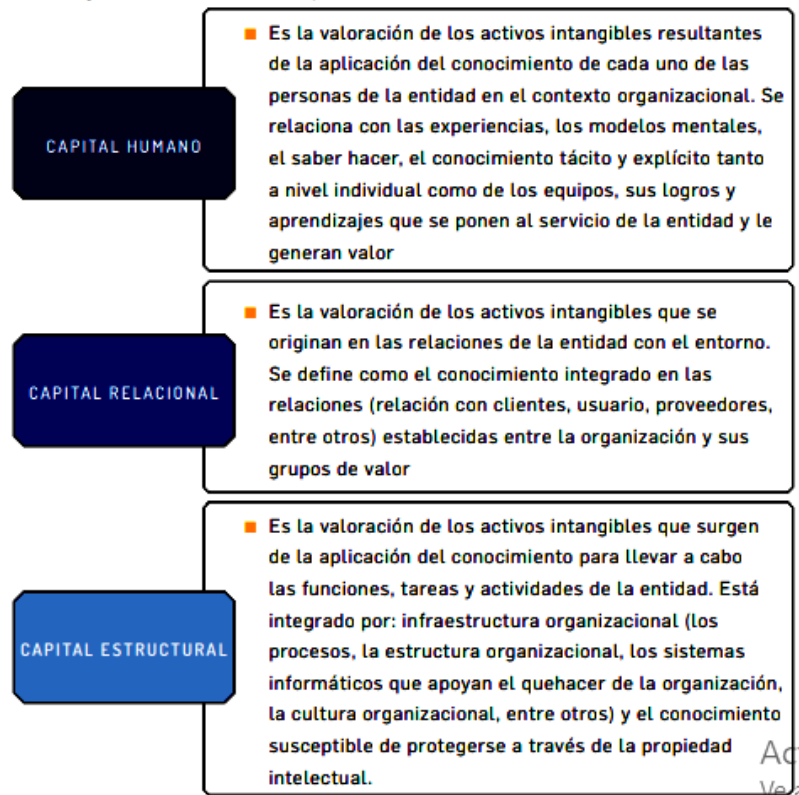 CAPITAL HUMANO
Es la valoración de los activos intangibles resultantes
de la aplicación del conocimiento de cada uno de las
personas de la entidad en el contexto organizacional. Se
relaciona con las experiencias, los modelos mentales,
el saber hacer, el conocimiento tácito y explícito tanto
a nivel individual como de los equipos, sus logros y
aprendizajes que se ponen al servicio de la entidad y le
generan valor
CAPITAL RELACIONAL
Es la valoración de los activos intangibles que se
originan en las relaciones de la entidad con el entorno.
Se define como el conocimiento integrado en las
relaciones (relación con clientes, usuario, proveedores,
entre otros) establecidas entre la organización y sus
grupos de valor
CAPITAL ESTRUCTURAL
Es la valoración de los activos intangibles que surgen
de la aplicación del conocimiento para llevar a cabo
las funciones, tareas y actividades de la entidad. Está
integrado por: infraestructura organizacional (los
procesos, la estructura organizacional, los sistemas
informáticos que apoyan el quehacer de la organización,
la cultura organizacional, entre otros) y el conocimiento
susceptible de protegerse a través de la propiedad
intelectual.